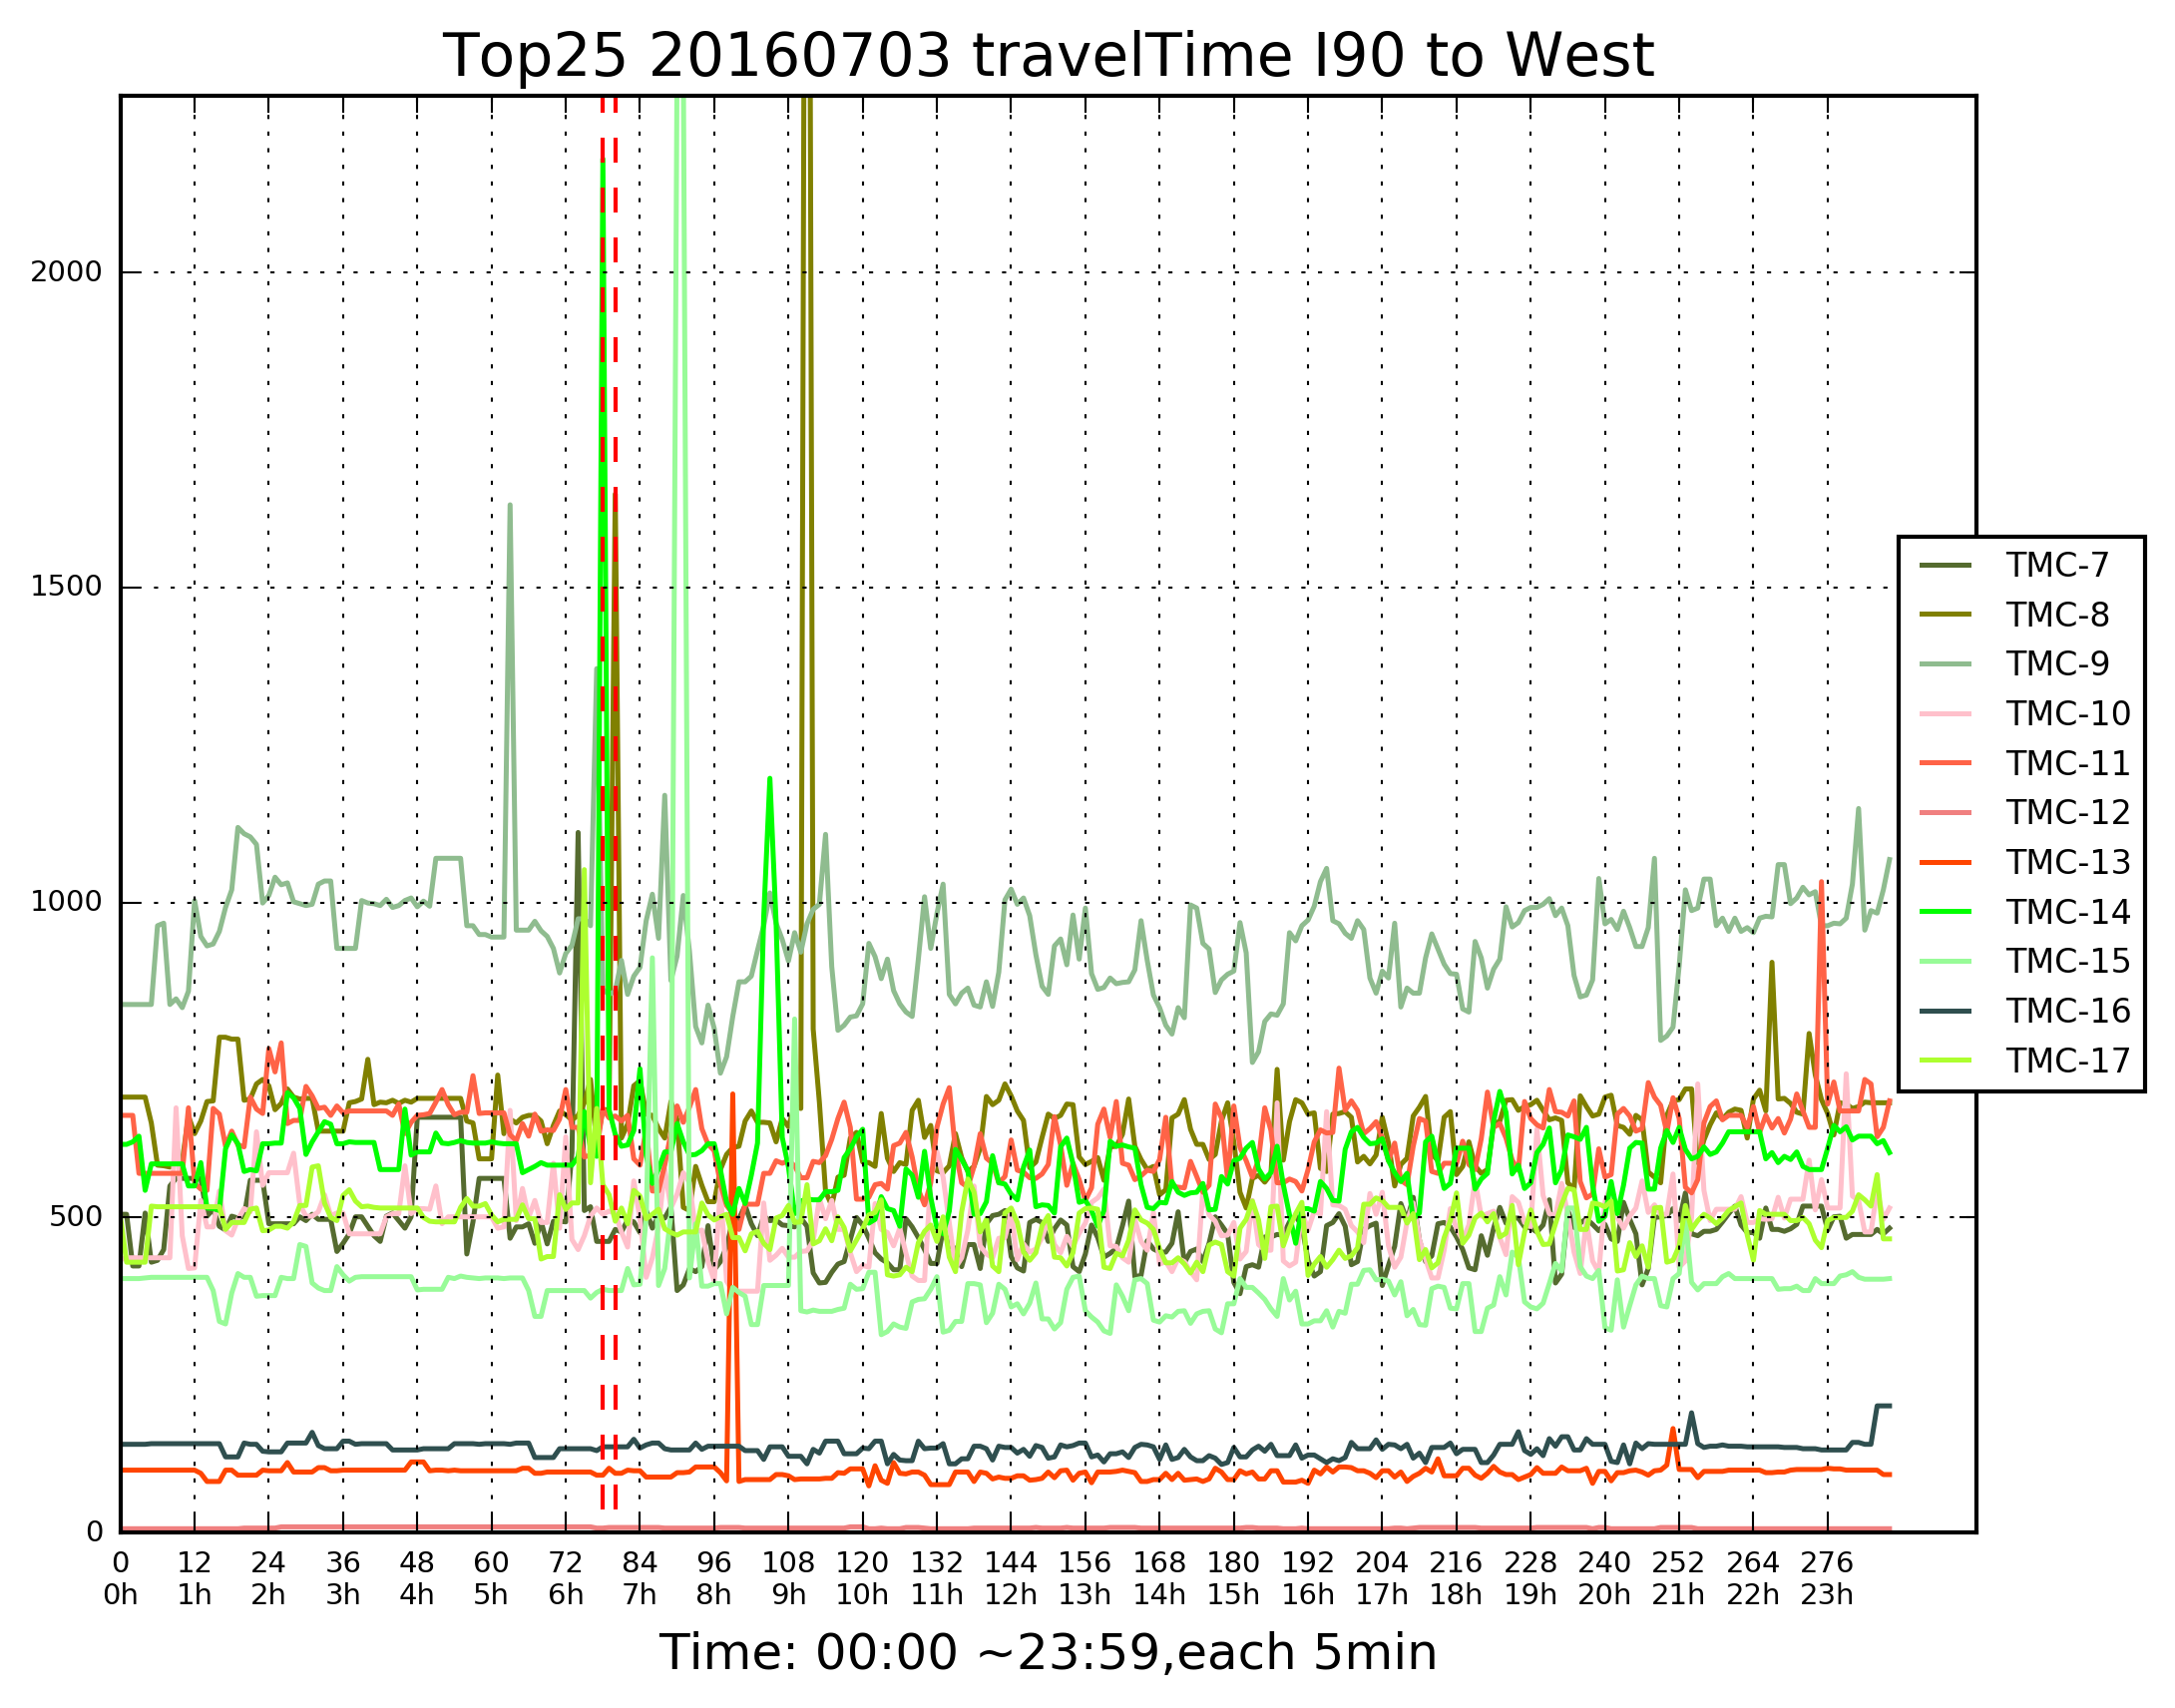 Top25 20160703 travelTime I90 to West
2000
1500
1000
500
0
TMC-7
TMC-8
TMC-9
TMC-10
TMC-11
TMC-12
TMC-13
TMC-14
TMC-15
TMC-16
TMC-17
0 12 24 36 48 60 72 84 96 108 120 132 144 156 168 180 192 204 216 228 240 252 264 276
0h 1h 2h 3h 4h 5h 6h 7h 8h 9h 10h 11h 12h 13h 14h 15h 16h 17h 18h 19h 20h 21h 22h 23h
Time: 00:00 ~23:59,each 5min